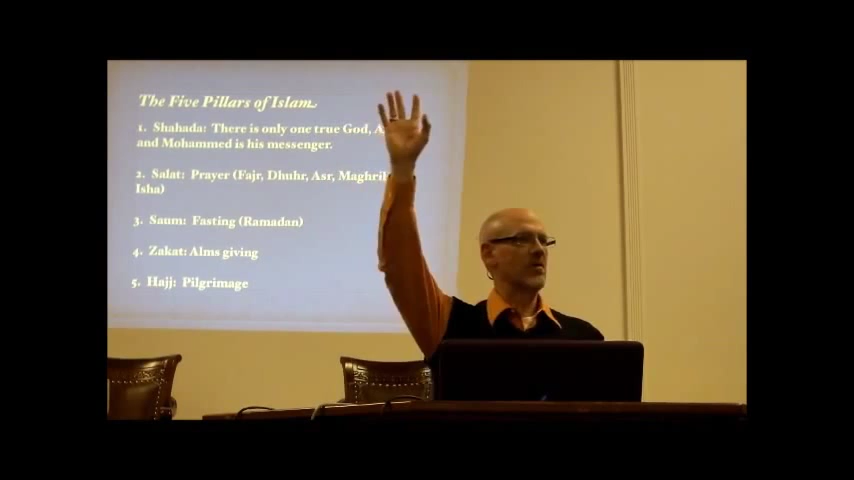 The Five Pillars of Islam
1. Shahada: There is only one true God,
and Mohammed is his messenger.
2. Salat: Prayer (Fajr, Dhuhr, Asr,
Isha)
3. Saum: Fasting (Ramadan)
4. Zakat: Alms giving
5. Hajj: Pilgrimage